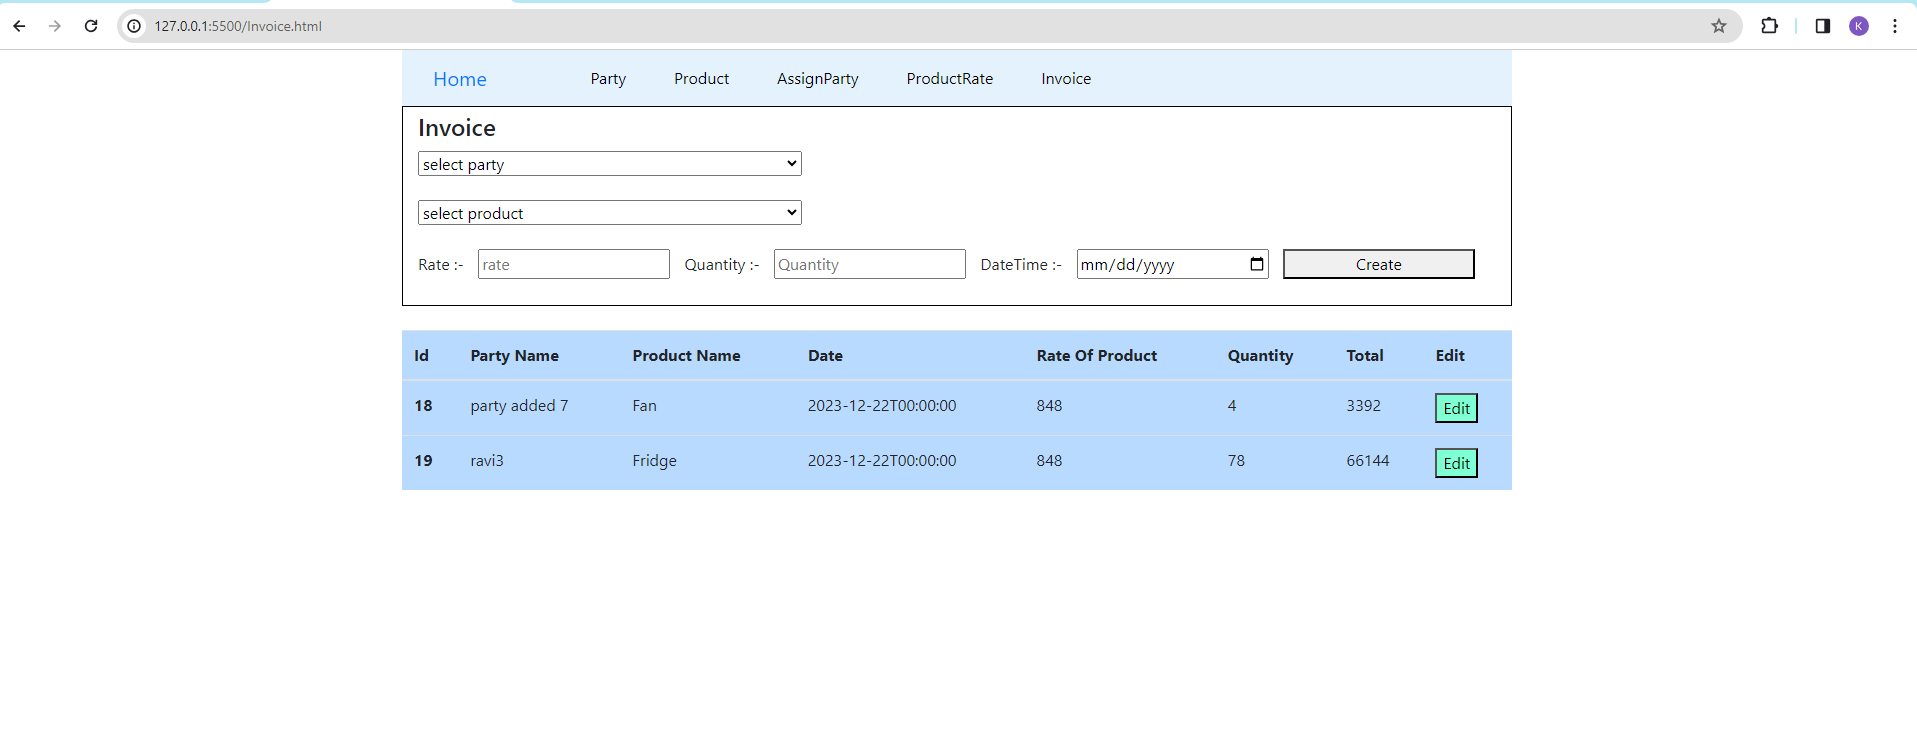 127.0.0.1:5500/Invoice.html
K
Home Party Product AssignParty ProductRate Invoice
Invoice
select party
select product
Rate :- rate Quantity :- Quantity DateTime :- mm/dd/yyyy Create
Id Party Name Product Name Date Rate Of Product Quantity Total Edit
18 party added 7 Fan 2023-12-22T00:00:00 848 4 3392 Edit
19 ravi3 Fridge 2023-12-22T00:00:00 848 78 66144 Edit